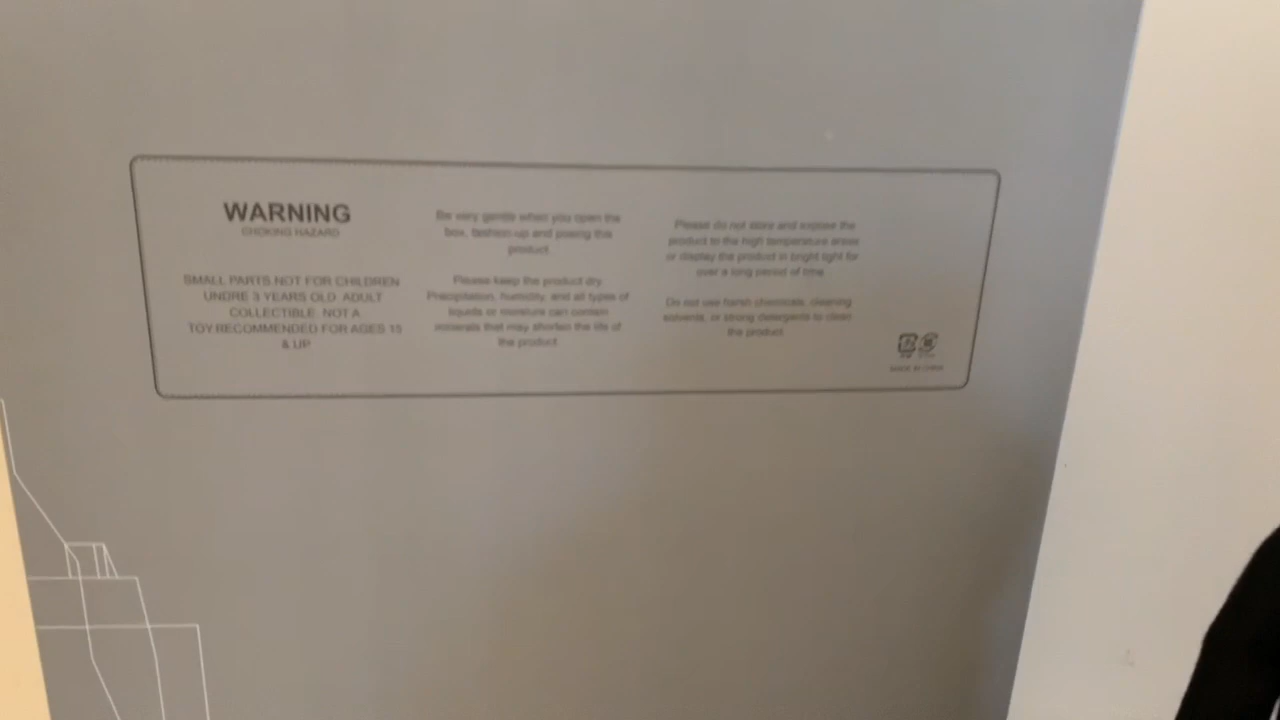 WARNING
CHOKING HAZARD
SMALL PARTS.NOT FOR CHILDREN
UNDRE 3 YEARS OLD ADULT
COLLECTIBLE. NOT A
TOY.RECOMMENDED FOR AGES 15
& UP
Be very gentle when you open the
box, fashion-up and posing this
product.
Please keep the product dry.
Precipitation, humidity, and all types of
liquids or moisture can contain
minerals that may shorten the life of
the product.
Please do not store and expose the
product to the high temperature areas
or display the product in bright light for
over a long period of time.
Do not use harsh chemicals, cleaning
solvents, or strong detergents to clean
the product.
MADE IN CHINA